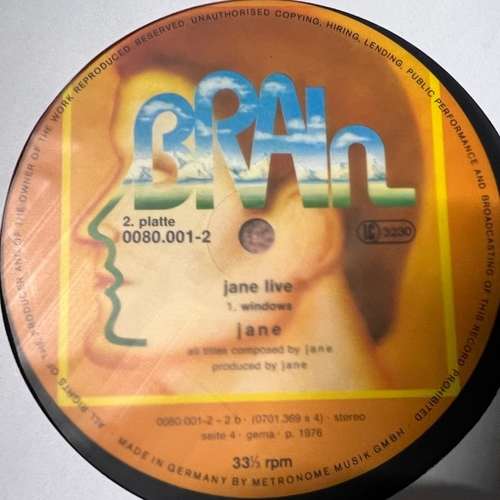 ALL RIGHTS OF THE PRODUCER AND OF THE OWNER OF THE WORK REPRODUCED RESERVED. UNAUTHORISED COPYING, HIRING, LENDING, PUBLIC PERFORMANCE AND BROADCASTING OF THIS RECORD PROHIBITED
BRAIn
2. platte
0080.001-2
LC 3230
jane live
1. windows
jane
all titles composed by jane
produced by jane
0080.001-2 - 2 b · (0701.369 s 4) · stereo
seite 4 · gema · p. 1976
33⅓ rpm
MADE IN GERMANY BY METRONOME MUSIK GMBH